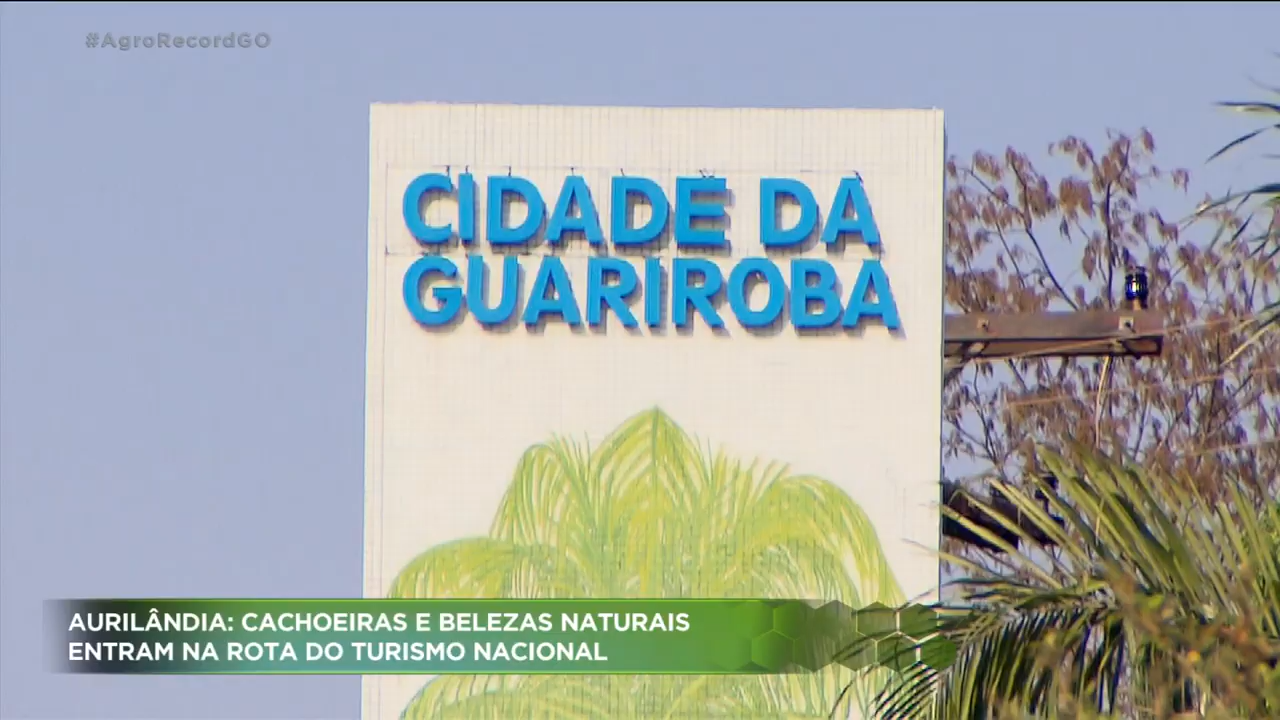 #AgroRecordGO
CIDADE DA
GUARIROBA
AURILÂNDIA: CACHOEIRAS E BELEZAS NATURAIS
ENTRAM NA ROTA DO TURISMO NACIONAL